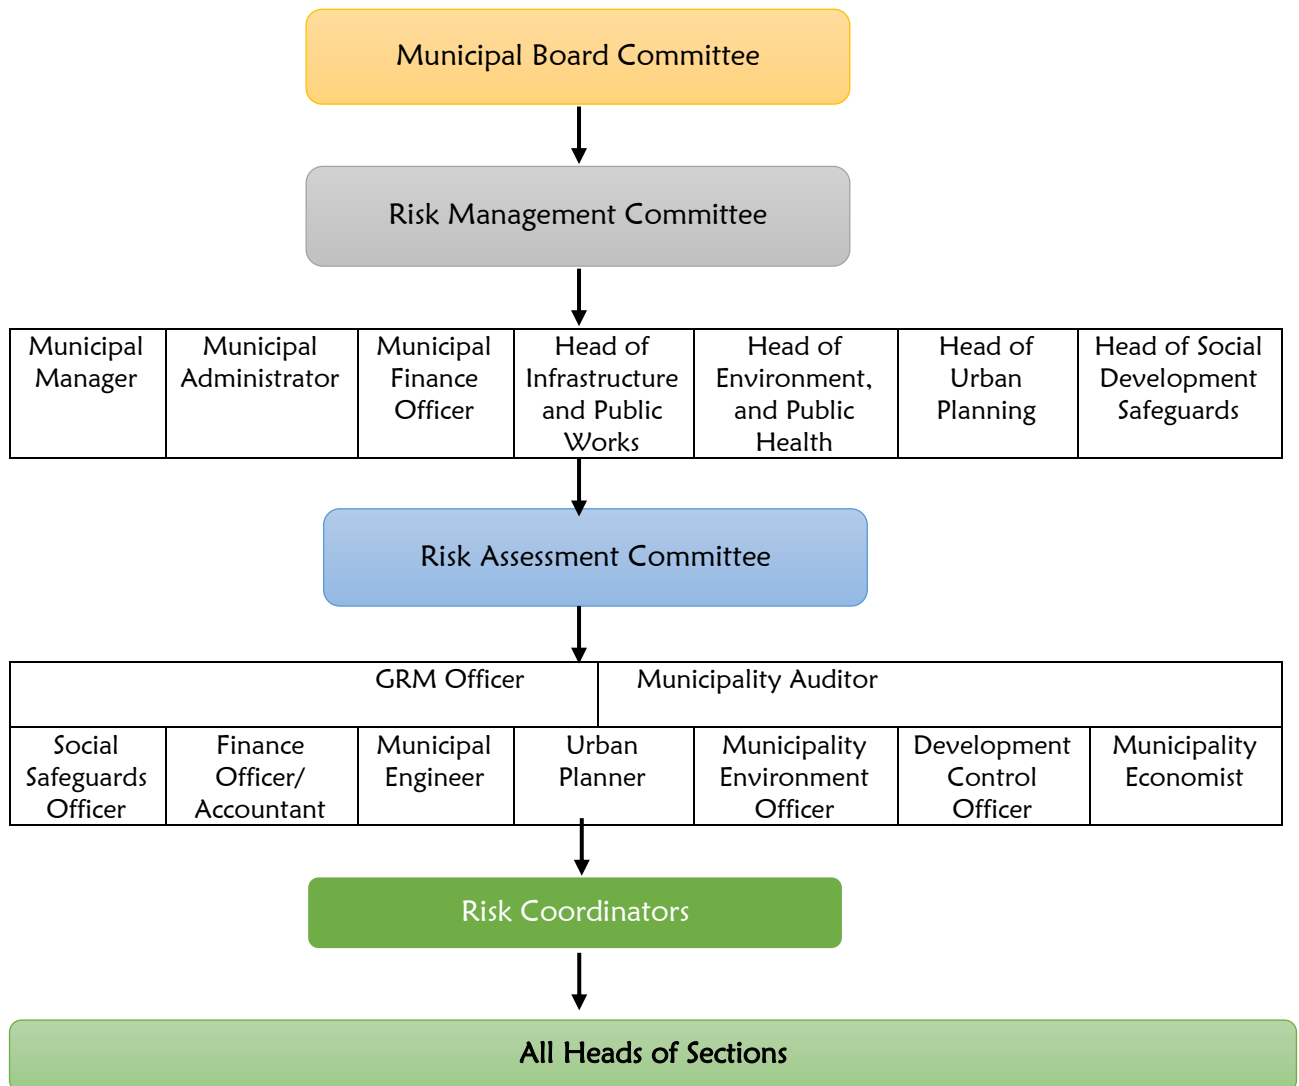 Municipal Board Committee
Risk Management Committee
Municipal
Manager
Municipal
Administrator
Municipal
Finance
Officer
Head of
Infrastructure
and Public
Works
Head of
Environment,
and Public
Health
Head of
Urban
Planning
Head of Social
Development
Safeguards
Risk Assessment Committee
GRM Officer
Municipality Auditor
Social
Safeguards
Officer
Finance
Officer/
Accountant
Municipal
Engineer
Urban
Planner
Municipality
Environment
Officer
Development
Control
Officer
Municipality
Economist
Risk Coordinators
All Heads of Sections